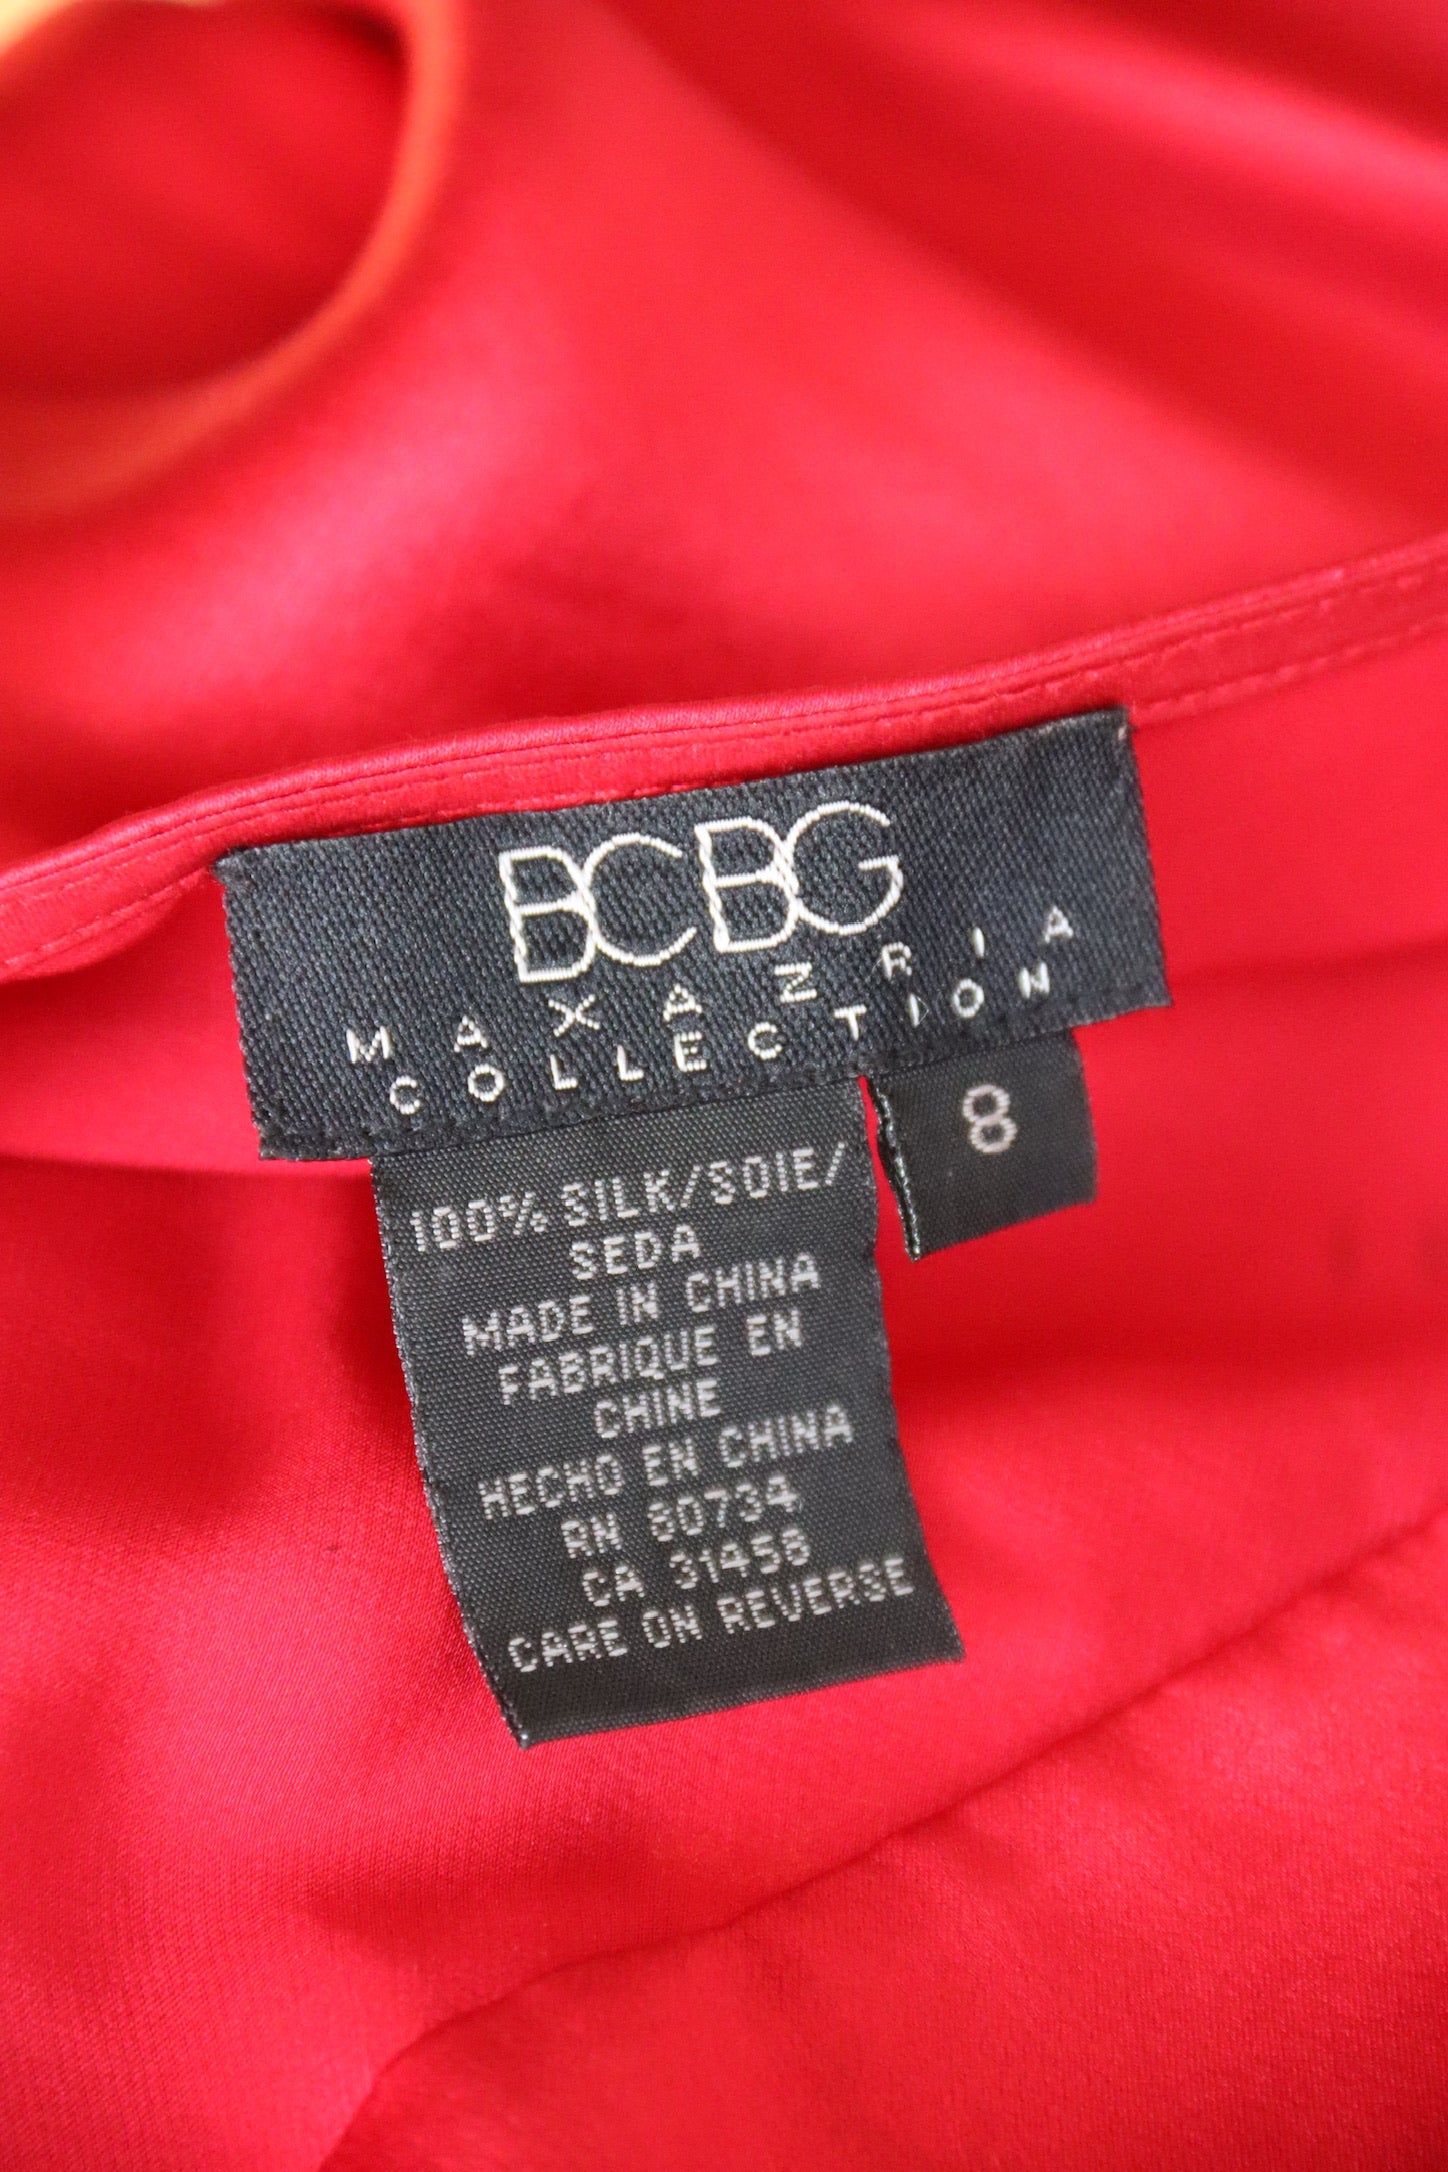 BCBG
MAXAZRIA
COLLECTION
8
100% SILK/SOIE/
SEDA
MADE IN CHINA
FABRIQUE EN
CHINE
HECHO EN CHINA
RN 80734
CA 31458
CARE ON REVERSE